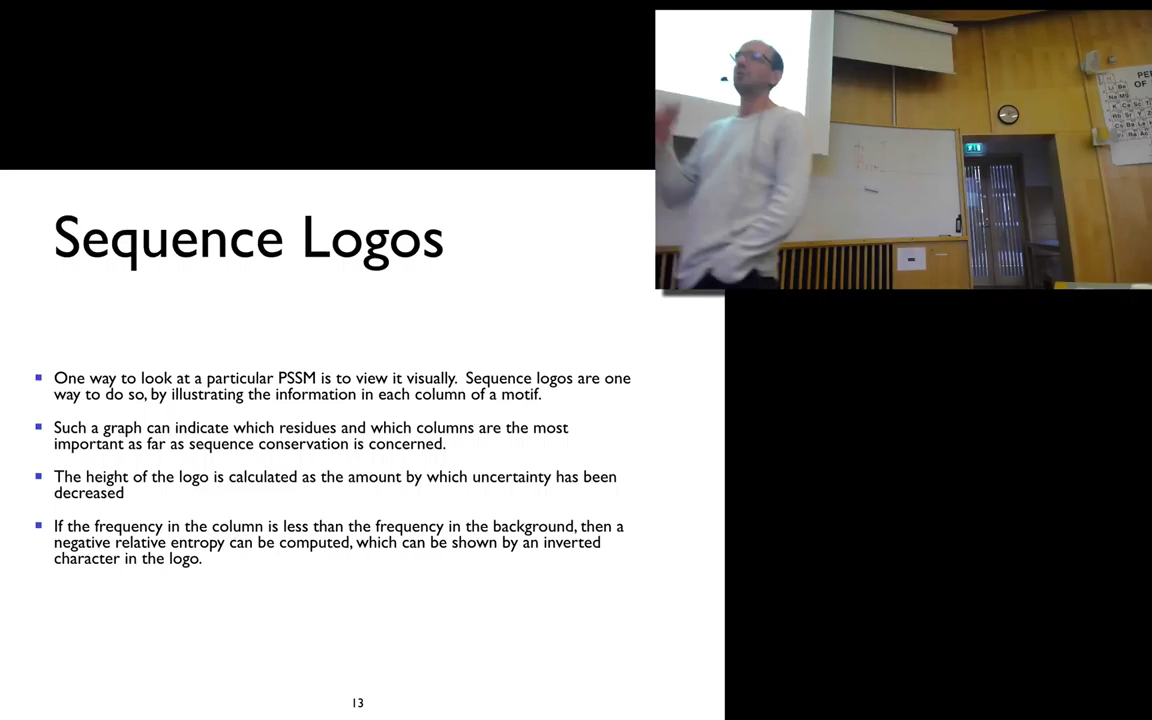 Sequence Logos
One way to look at a particular PSSM is to view it visually. Sequence logos are one
way to do so, by illustrating the information in each column of a motif.
Such a graph can indicate which residues and which columns are the most
important as far as sequence conservation is concerned.
The height of the logo is calculated as the amount by which uncertainty has been
decreased
If the frequency in the column is less than the frequency in the background, then a
negative relative entropy can be computed, which can be shown by an inverted
character in the logo.
13
PE
OF